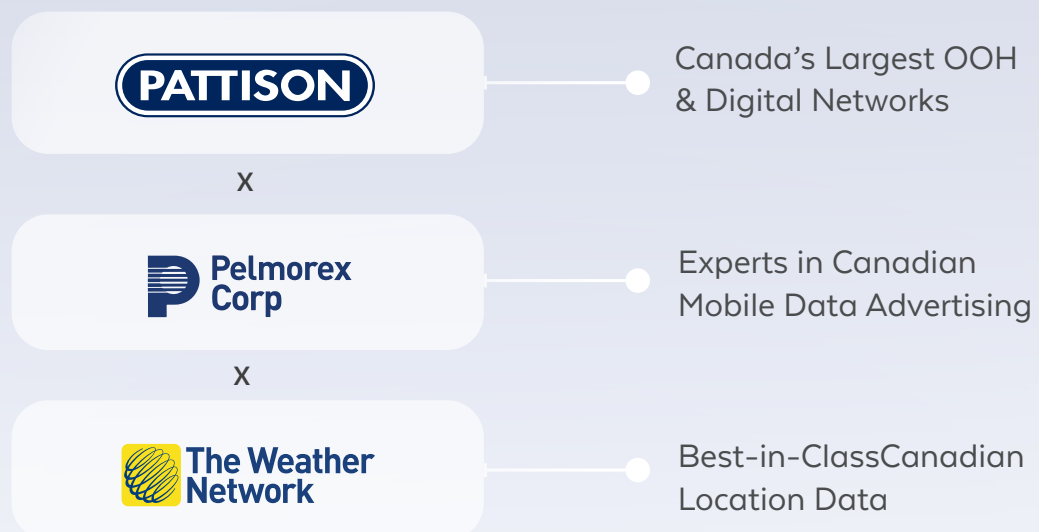 PATTISON
Canada’s Largest OOH
& Digital Networks
x
Pelmorex
Corp
Experts in Canadian
Mobile Data Advertising
x
The Weather
Network
Best-in-ClassCanadian
Location Data